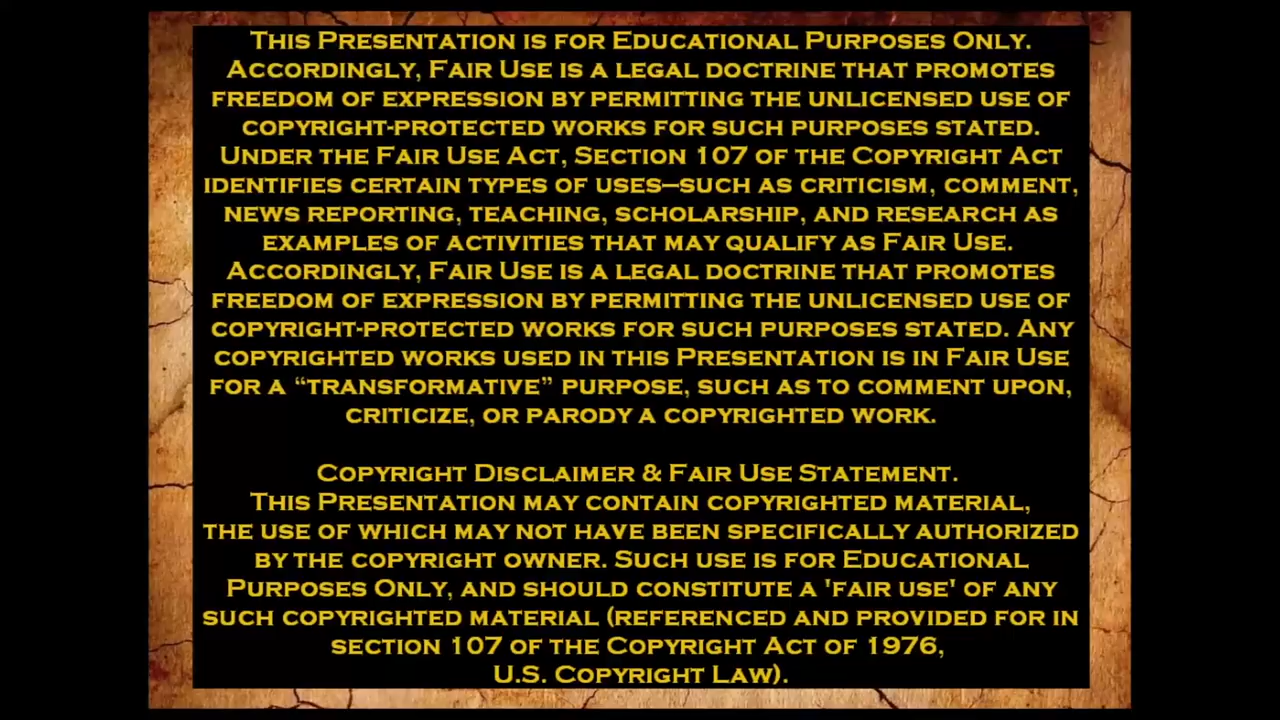 This Presentation is for Educational Purposes Only.
Accordingly, Fair Use is a legal doctrine that promotes
freedom of expression by permitting the unlicensed use of
copyright-protected works for such purposes stated.
Under the Fair Use Act, Section 107 of the Copyright Act
identifies certain types of uses—such as criticism, comment,
news reporting, teaching, scholarship, and research as
examples of activities that may qualify as Fair Use.
Accordingly, Fair Use is a legal doctrine that promotes
freedom of expression by permitting the unlicensed use of
copyright-protected works for such purposes stated. Any
copyrighted works used in this Presentation is in Fair Use
for a “transformative” purpose, such as to comment upon,
criticize, or parody a copyrighted work.
Copyright Disclaimer & Fair Use Statement.
This Presentation may contain copyrighted material,
the use of which may not have been specifically authorized
by the copyright owner. Such use is for Educational
Purposes Only, and should constitute a 'fair use' of any
such copyrighted material (referenced and provided for in
section 107 of the Copyright Act of 1976,
U.S. Copyright Law).